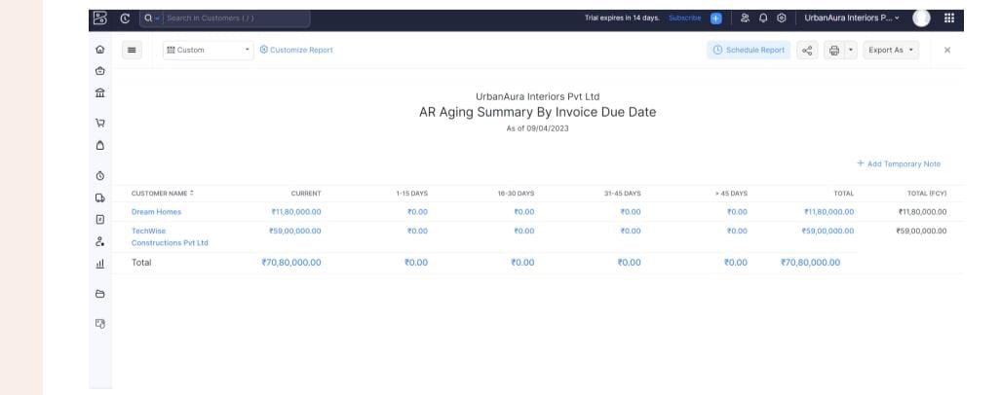 Search in Customers ( / ) Trial expires in 14 days. Subscribe UrbanAura Interiors P...
Custom Customize Report Schedule Report Export As
UrbanAura Interiors Pvt Ltd
AR Aging Summary By Invoice Due Date
As of 09/04/2023
+ Add Temporary Note
CUSTOMER NAME CURRENT 1-15 DAYS 16-30 DAYS 31-45 DAYS > 45 DAYS TOTAL TOTAL (FCY)
Dream Homes ₹11,80,000.00 ₹0.00 ₹0.00 ₹0.00 ₹0.00 ₹11,80,000.00 ₹11,80,000.00
TechWise ₹59,00,000.00 ₹0.00 ₹0.00 ₹0.00 ₹0.00 ₹59,00,000.00 ₹59,00,000.00
Constructions Pvt Ltd
Total ₹70,80,000.00 ₹0.00 ₹0.00 ₹0.00 ₹0.00 ₹70,80,000.00